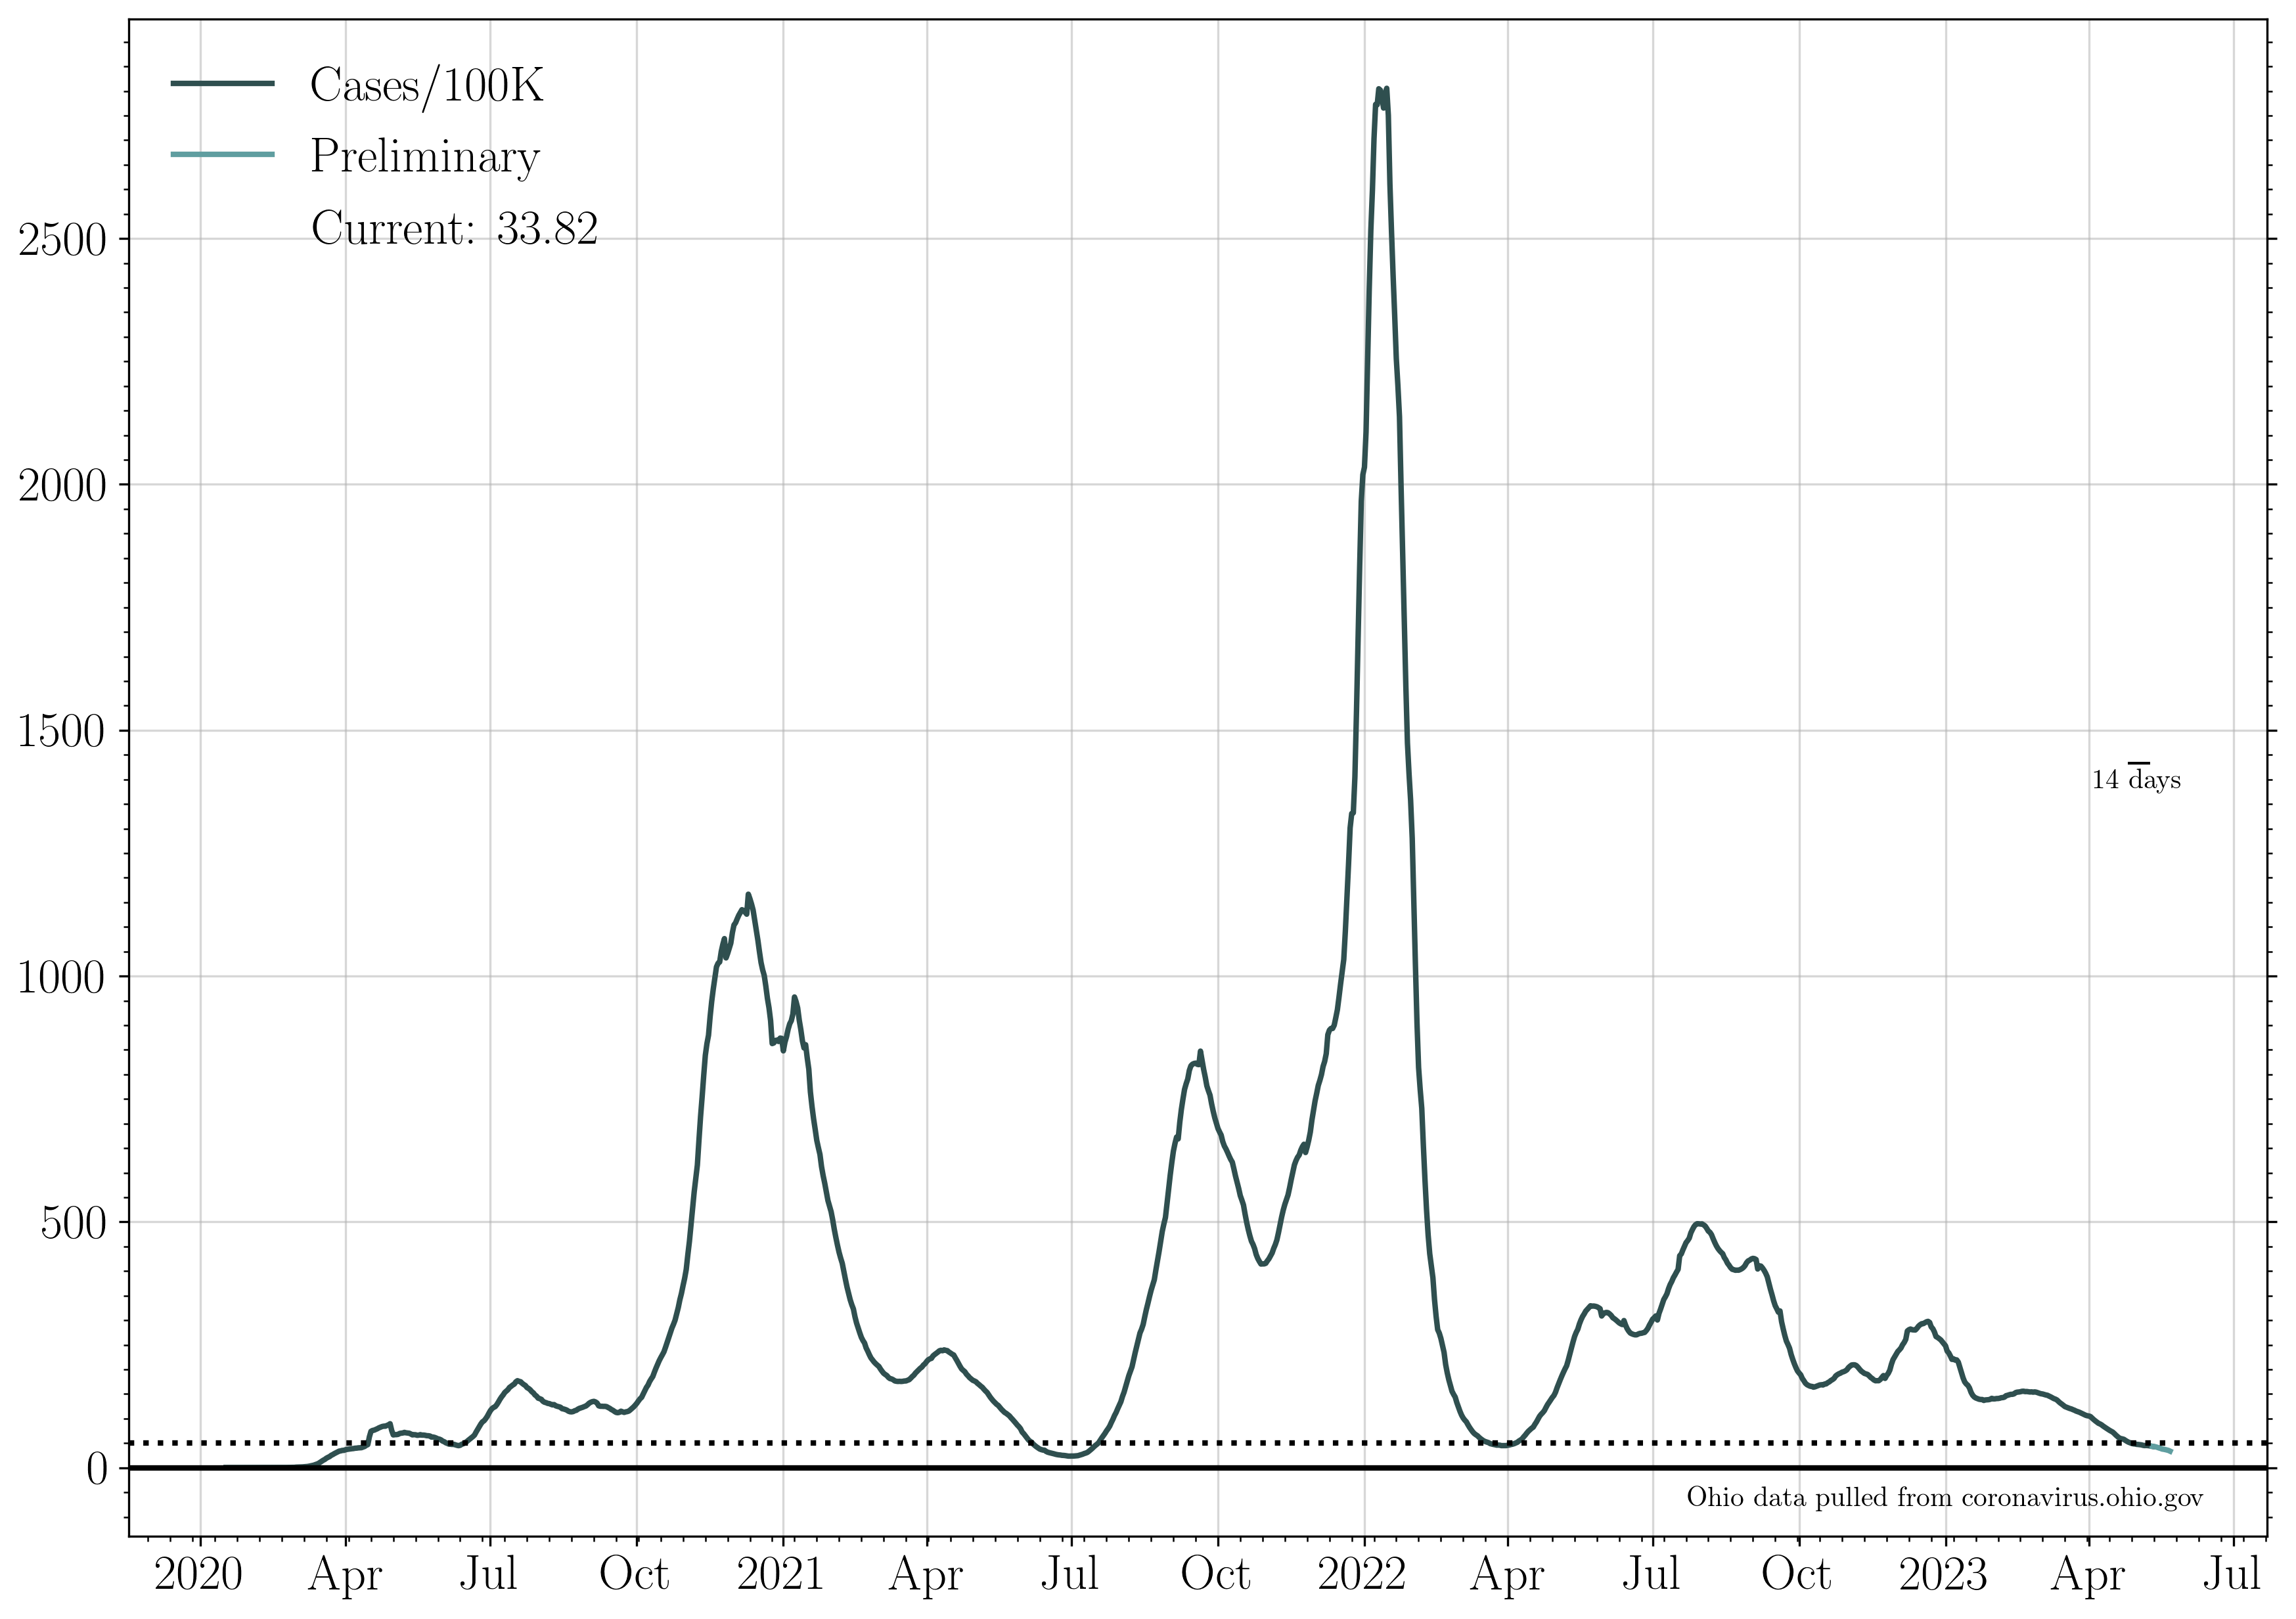 Cases/100K
Preliminary
Current: 33.82
2500
2000
1500
1000
500
0
14 days
Ohio data pulled from coronavirus.ohio.gov
2020 Apr Jul Oct 2021 Apr Jul Oct 2022 Apr Jul Oct 2023 Apr Jul